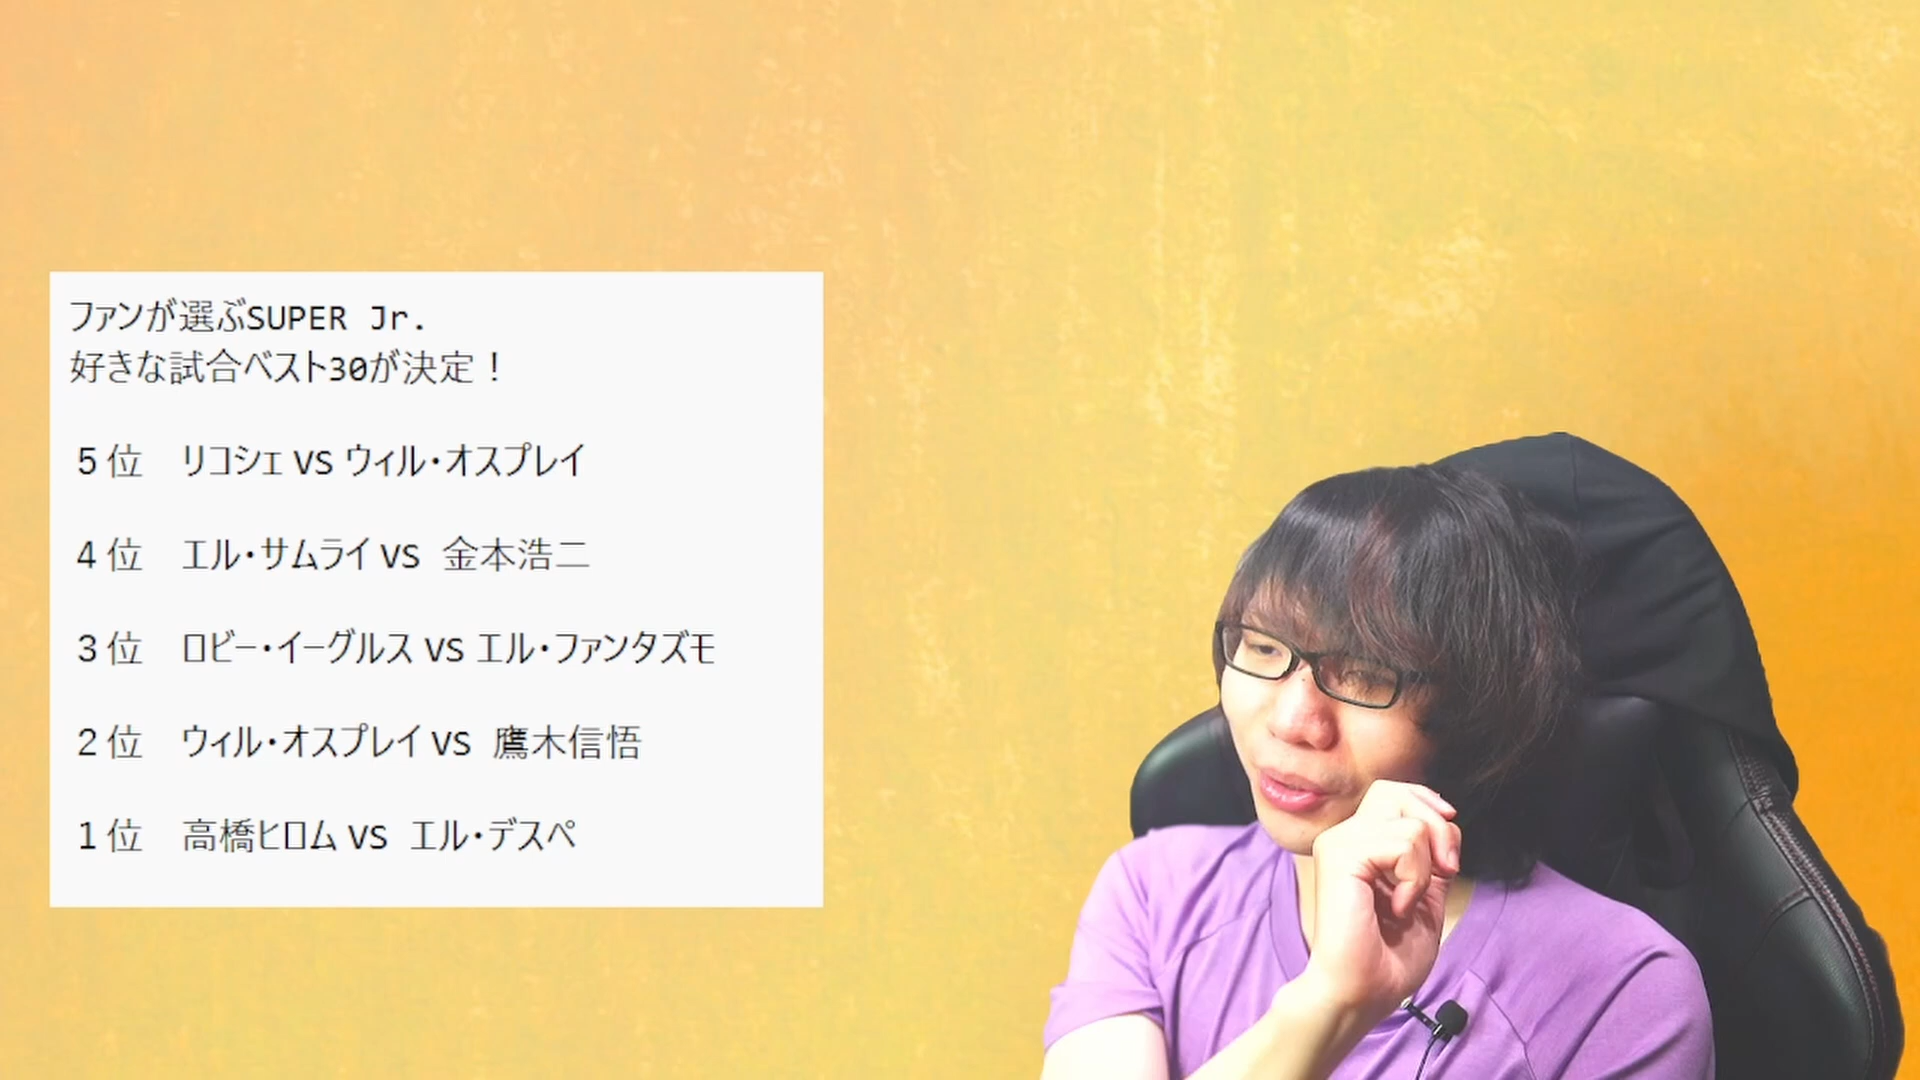 ファンが選ぶSUPER Jr.
好きな試合ベスト30が決定！
５位　リコシェ VS ウィル・オスプレイ
４位　エル・サムライ VS 金本浩二
３位　ロビー・イーグルス VS エル・ファンタズモ
２位　ウィル・オスプレイ VS 鷹木信悟
１位　高橋ヒロム VS エル・デスペ